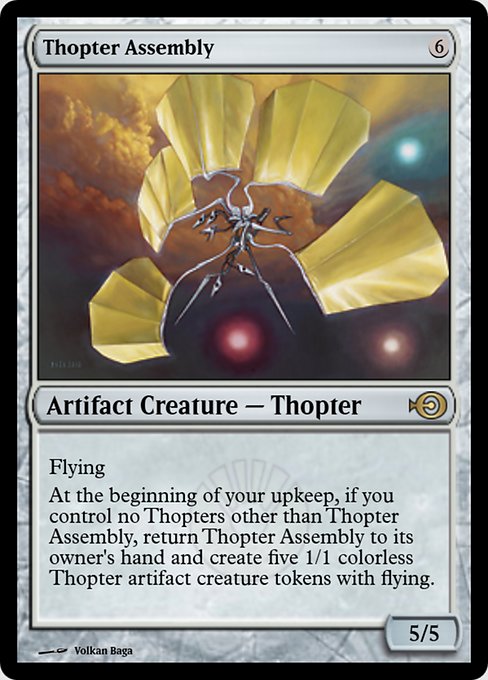 Thopter Assembly
6
Artifact Creature — Thopter
Flying
At the beginning of your upkeep, if you
control no Thopters other than Thopter
Assembly, return Thopter Assembly to its
owner's hand and create five 1/1 colorless
Thopter artifact creature tokens with flying.
5/5
Volkan Baga